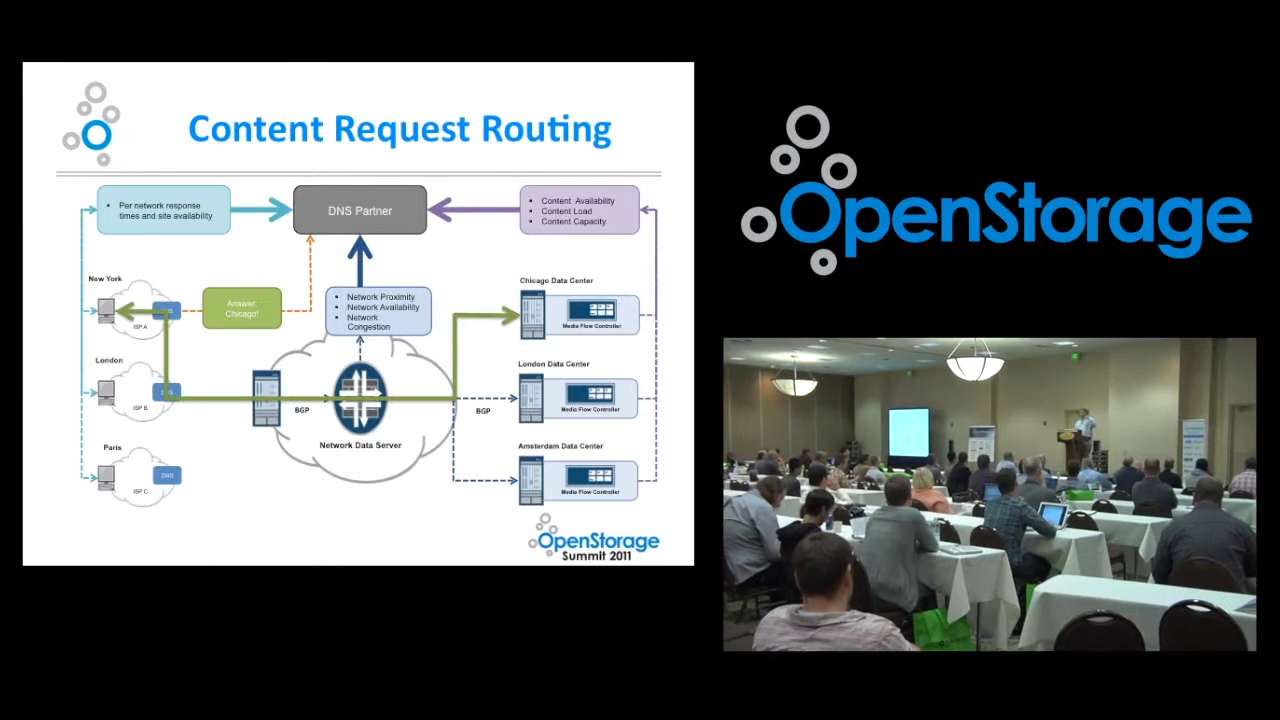 Content Request Routing
Per network response
times and site availability
DNS Partner
Content Availability
Content Load
Content Capacity
New York
ISP A
Answer:
Chicago!
Network Proximity
Network Availability
Network
Congestion
Chicago Data Center
Media Flow Controller
London
ISP B
BGP
Network Data Server
BGP
London Data Center
Media Flow Controller
Paris
DNS
ISP C
Amsterdam Data Center
Media Flow Controller
OpenStorage
Summit 2011
OpenStorage